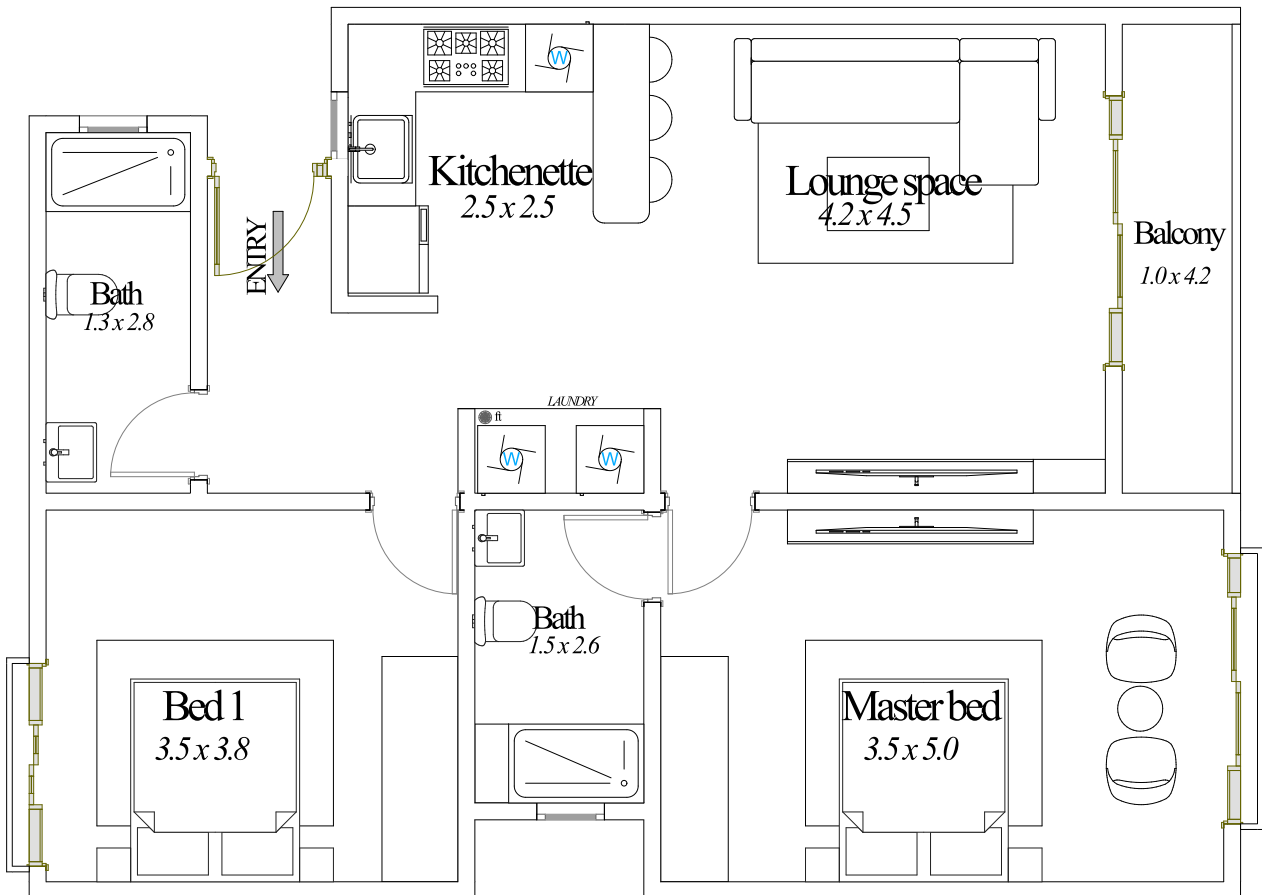 W
Kitchenette
2.5 x 2.5
Lounge space
4.2 x 4.5
Balcony
1.0 x 4.2
ENTRY
Bath
1.3 x 2.8
LAUNDRY
ft
W
W
Bath
1.5 x 2.6
Bed 1
3.5 x 3.8
Master bed
3.5 x 5.0